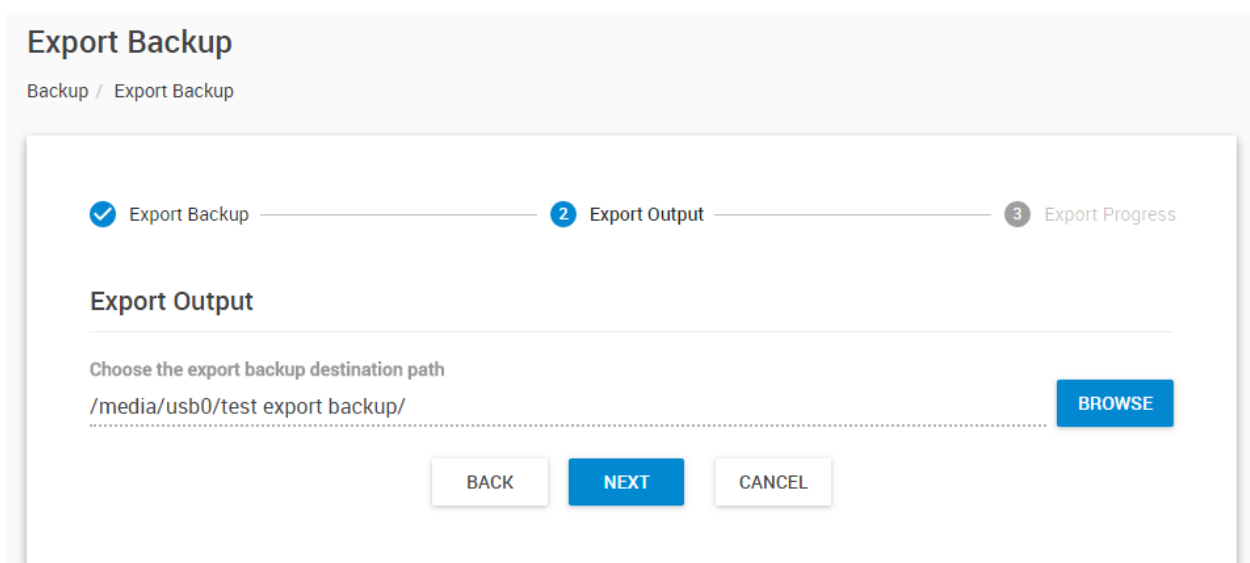 Export Backup
Backup / Export Backup
Export Backup 2 Export Output 3 Export Progress
Export Output
Choose the export backup destination path
/media/usb0/test export backup/
BROWSE
BACK NEXT CANCEL